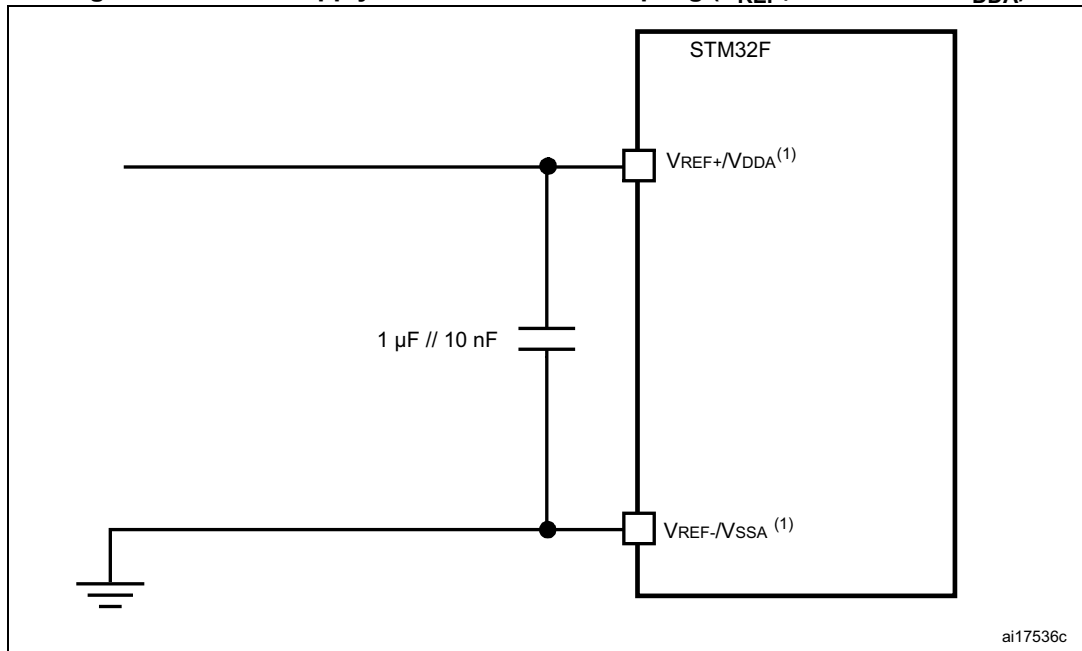 STM32F
VREF+/VDDA(1)
1 µF // 10 nF
VREF-/VSSA (1)
ai17536c